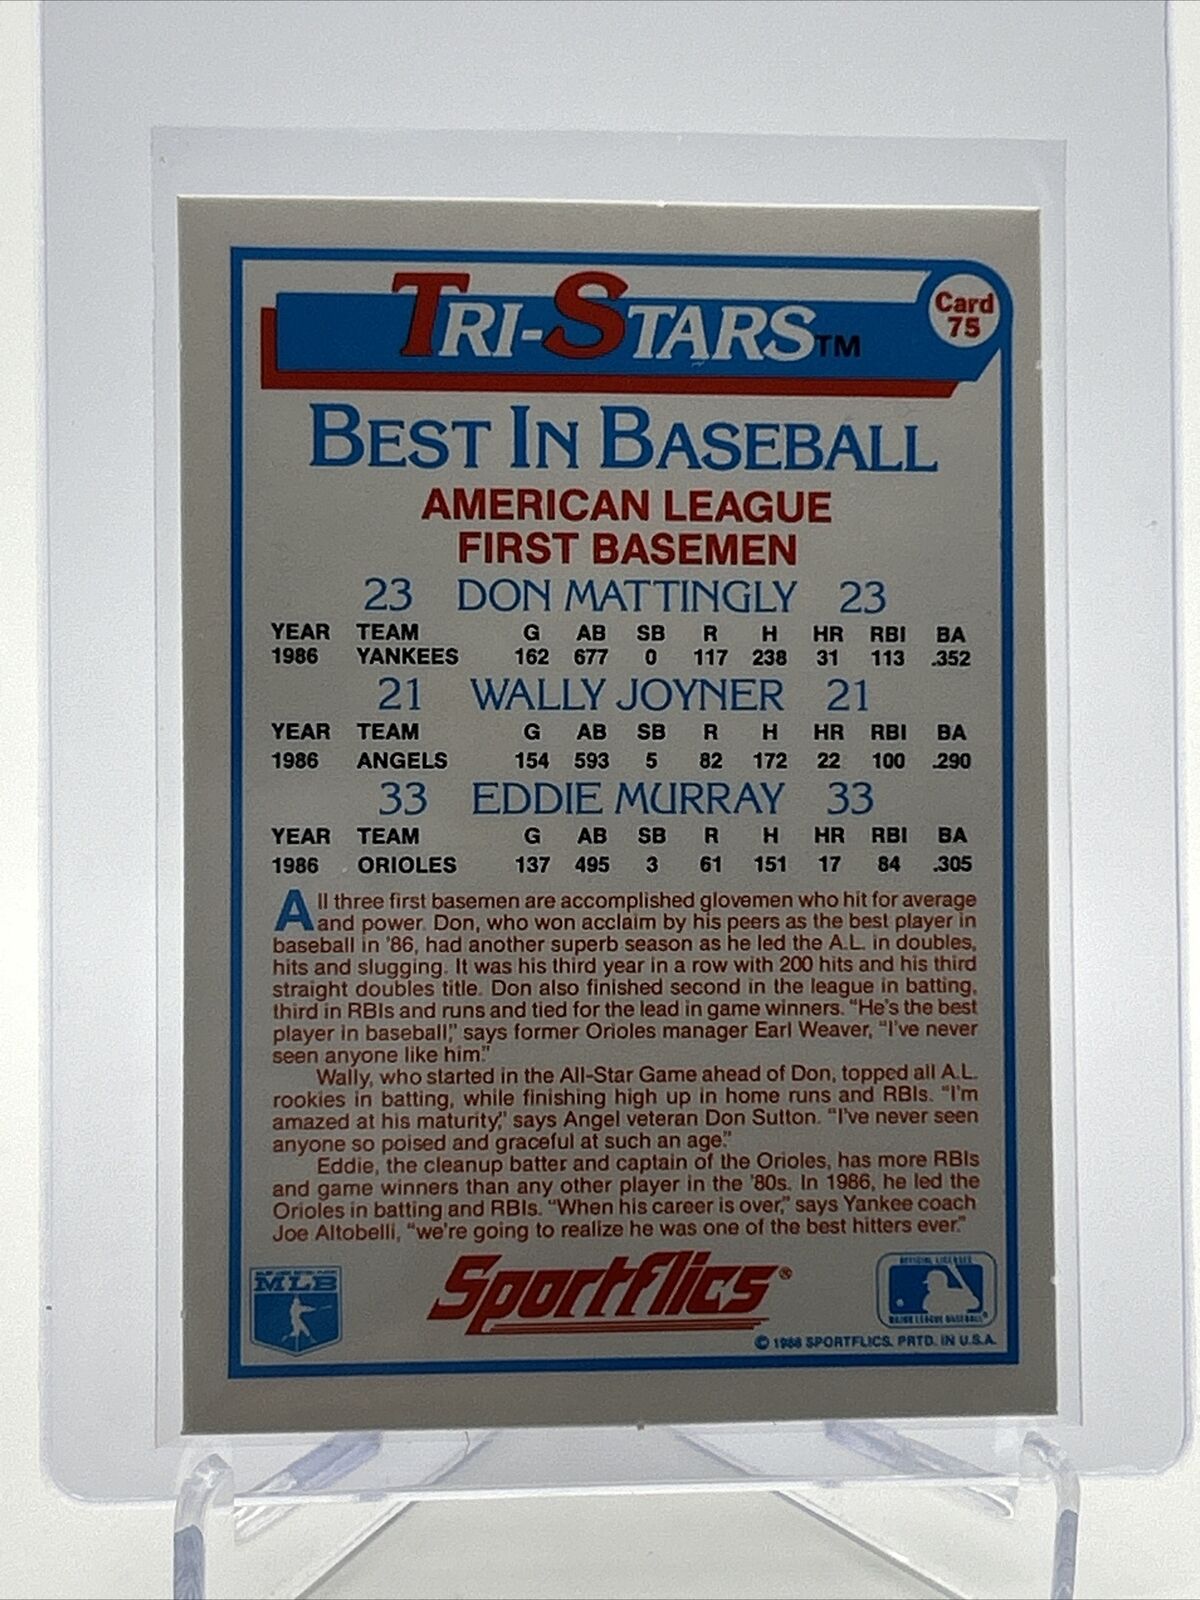 TRI-STARS™
Card
75
BEST IN BASEBALL
AMERICAN LEAGUE
FIRST BASEMEN
23 DON MATTINGLY 23
YEAR TEAM G AB SB R H HR RBI BA
1986 YANKEES 162 677 0 117 238 31 113 .352
21 WALLY JOYNER 21
YEAR TEAM G AB SB R H HR RBI BA
1986 ANGELS 154 593 5 82 172 22 100 .290
33 EDDIE MURRAY 33
YEAR TEAM G AB SB R H HR RBI BA
1986 ORIOLES 137 495 3 61 151 17 84 .305
All three first basemen are accomplished glovemen who hit for average
and power. Don, who won acclaim by his peers as the best player in
baseball in '86, had another superb season as he led the A.L. in doubles,
hits and slugging. It was his third year in a row with 200 hits and his third
straight doubles title. Don also finished second in the league in batting,
third in RBIs and runs and tied for the lead in game winners. "He's the best
player in baseball," says former Orioles manager Earl Weaver, "I've never
seen anyone like him."
Wally, who started in the All-Star Game ahead of Don, topped all A.L.
rookies in batting, while finishing high up in home runs and RBIs. "I'm
amazed at his maturity," says Angel veteran Don Sutton. "I've never seen
anyone so poised and graceful at such an age."
Eddie, the cleanup batter and captain of the Orioles, has more RBIs
and game winners than any other player in the '80s. In 1986, he led the
Orioles in batting and RBIs. "When his career is over," says Yankee coach
Joe Altobelli, "we're going to realize he was one of the best hitters ever."
MLB
Sportflics®
OFFICIAL LICENSEE
MAJOR LEAGUE BASEBALL®
© 1986 SPORTFLICS. PRTD. IN U.S.A.